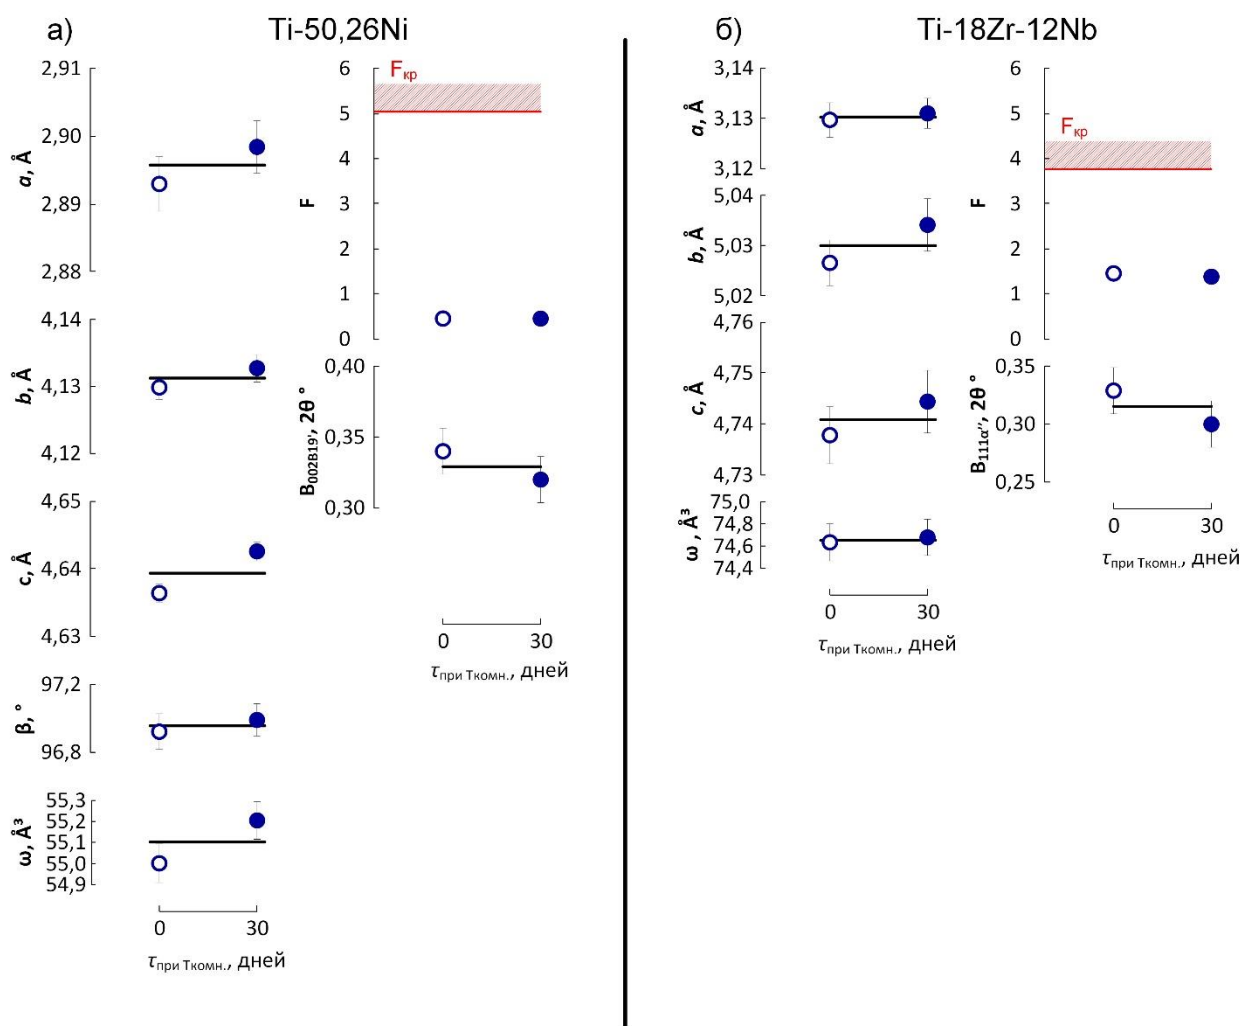 а)
Ti-50,26Ni
2,91
2,90
2,89
2,88
a, Å
4,14
4,13
4,12
b, Å
4,65
4,64
4,63
c, Å
97,2
96,8
β, °
55,3
55,2
55,1
55,0
54,9
ω, Å³
0
30
τпри Ткомн., дней
6
5
4
3
2
1
0
F
Fкр
0,40
0,35
0,30
B002B19', 2θ °
0
30
τпри Ткомн., дней
б)
Ti-18Zr-12Nb
3,14
3,13
3,12
a, Å
5,04
5,03
5,02
b, Å
4,76
4,75
4,74
4,73
c, Å
75,0
74,8
74,6
74,4
ω, Å³
0
30
τпри Ткомн., дней
6
5
4
3
2
1
0
F
Fкр
0,35
0,30
0,25
B111α'', 2θ °
0
30
τпри Ткомн., дней